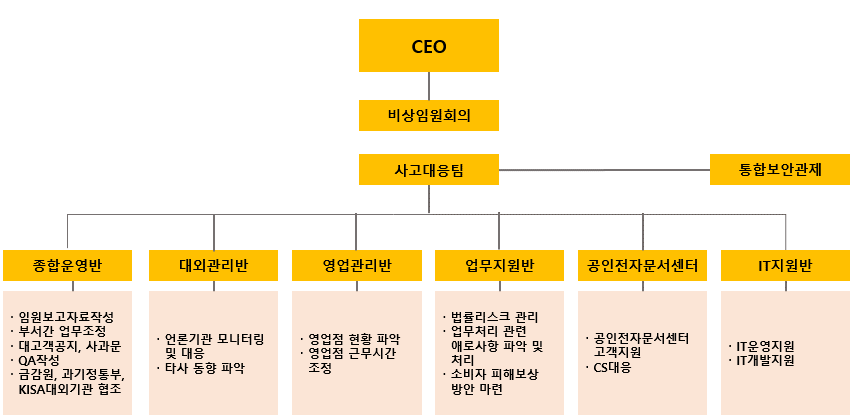 CEO
비상임원회의
사고대응팀
통합보안관제
종합운영반
대외관리반
영업관리반
업무지원반
공인전자문서센터
IT지원반
· 임원보고자료작성
· 부서간 업무조정
· 대고객공지, 사과문
· QA작성
· 금감원, 과기정통부,
KISA대외기관 협조
· 언론기관 모니터링
및 대응
· 타사 동향 파악
· 영업점 현황 파악
· 영업점 근무시간
조정
· 법률리스크 관리
· 업무처리 관련
애로사항 파악 및
처리
· 소비자 피해보상
방안 마련
· 공인전자문서센터
고객지원
· CS대응
· IT운영지원
· IT개발지원